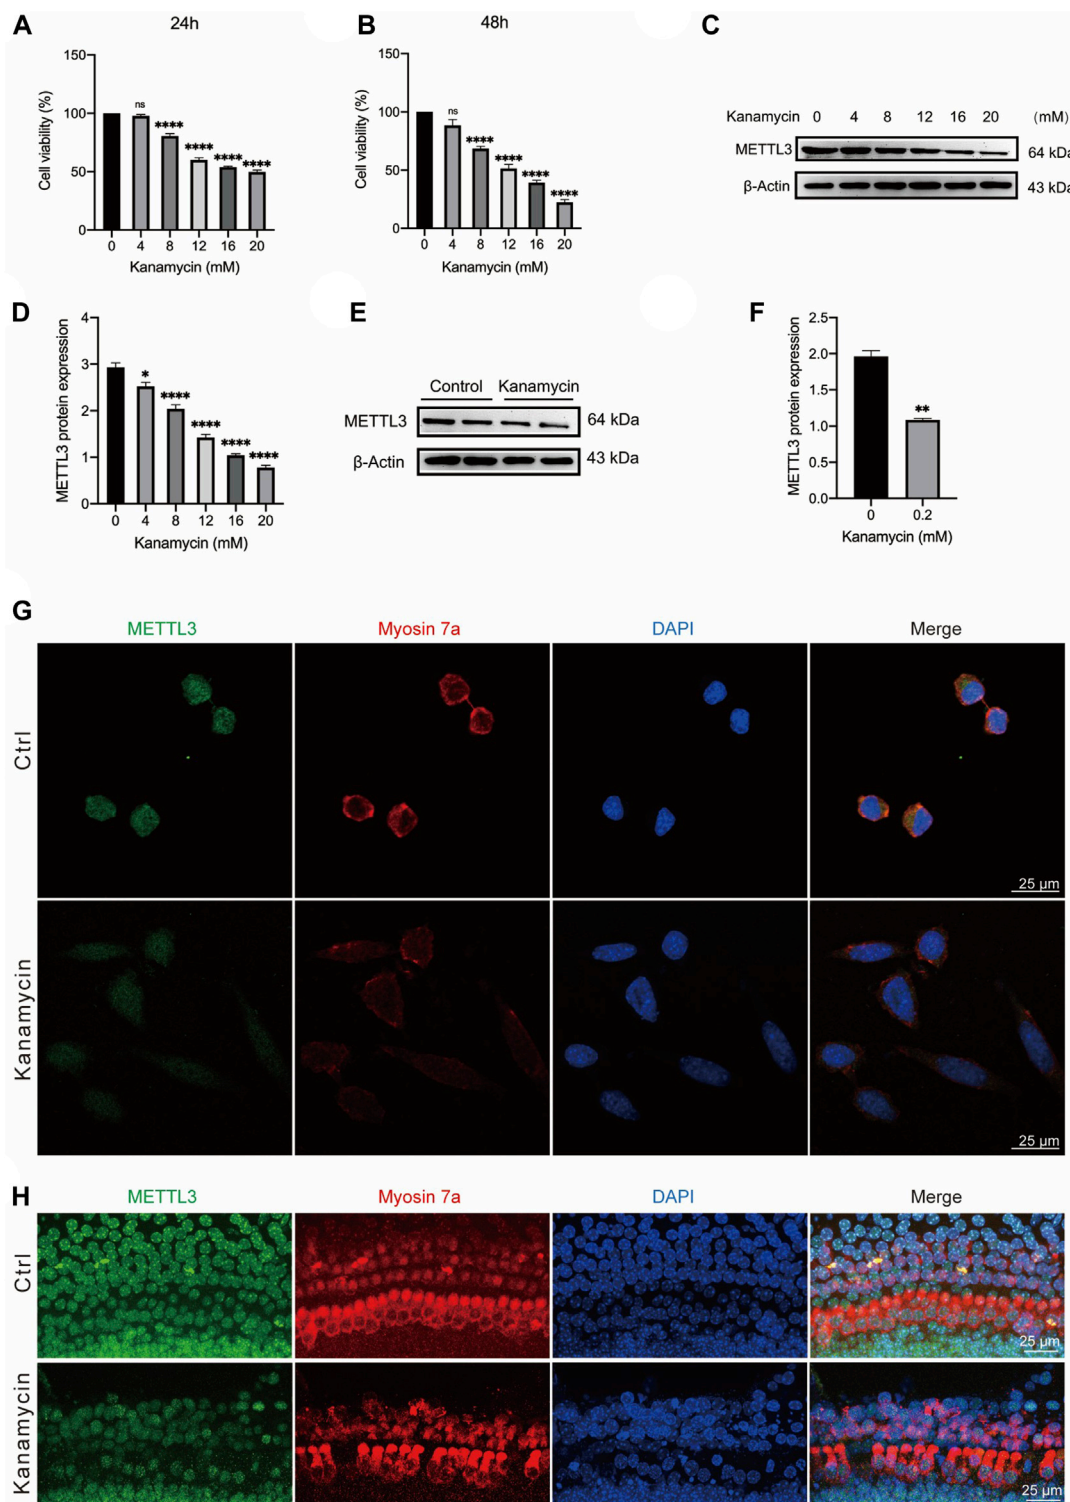 A
24h
150
100
50
0
Cell viability (%)
ns
****
****
****
****
0 4 8 12 16 20
Kanamycin (mM)
B
48h
150
100
50
0
Cell viability (%)
ns
****
****
****
****
0 4 8 12 16 20
Kanamycin (mM)
C
Kanamycin 0 4 8 12 16 20 (mM)
METTL3 64 kDa
β-Actin 43 kDa
D
4
3
2
1
0
METTL3 protein expression
*
****
****
****
****
0 4 8 12 16 20
Kanamycin (mM)
E
Control Kanamycin
METTL3 64 kDa
β-Actin 43 kDa
F
2.5
2.0
1.5
1.0
0.5
0.0
METTL3 protein expression
**
0 0.2
Kanamycin (mM)
G
METTL3 Myosin 7a DAPI Merge
Ctrl
25 μm
Kanamycin
25 μm
H
METTL3 Myosin 7a DAPI Merge
Ctrl
25 μm
Kanamycin
25 μm